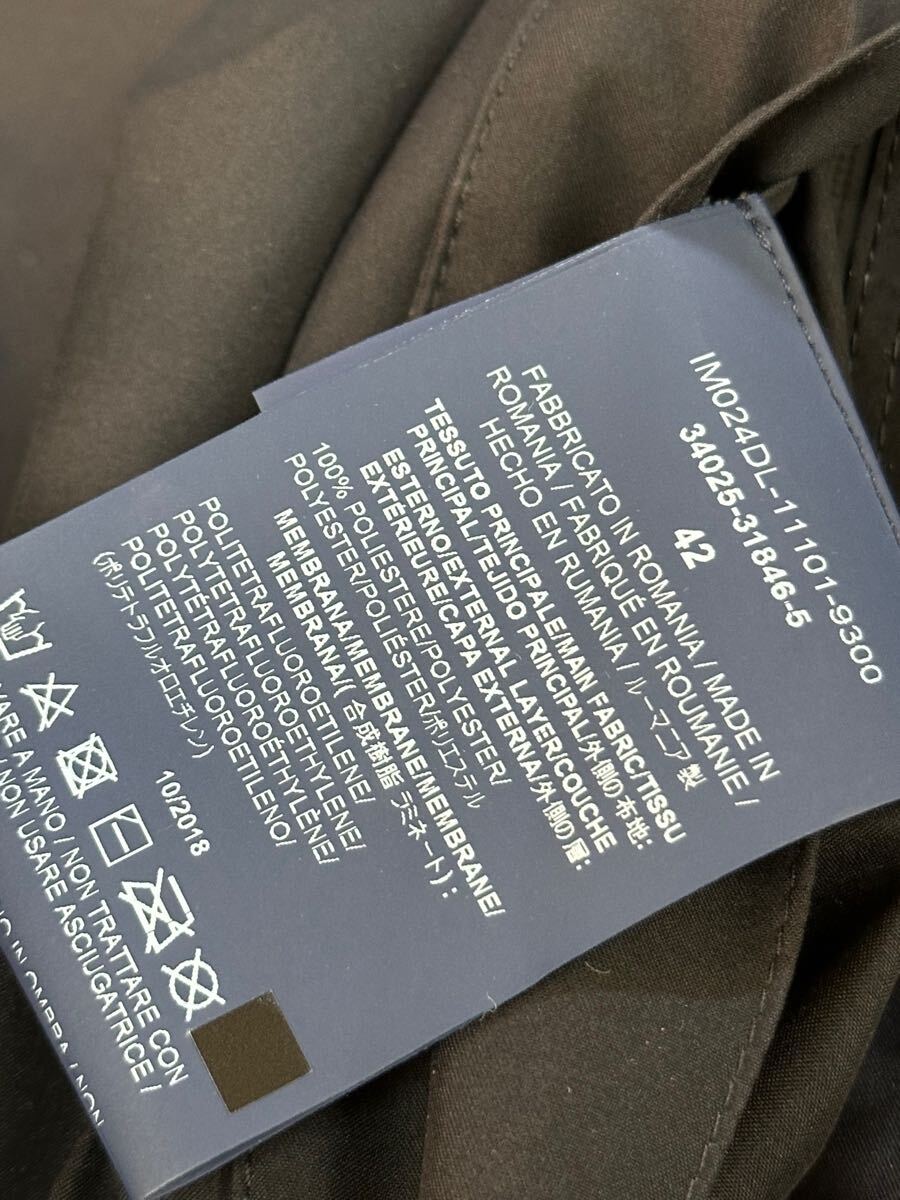 IM024DL-11101-9300
34025-31846-5
42
FABBRICATO IN ROMANIA / MADE IN
ROMANIA / FABRIQUÉ EN ROUMANIE /
HECHO EN RUMANIA / ルーマニア製
TESSUTO PRINCIPALE/MAIN FABRIC/TISSU
PRINCIPAL/TEJIDO PRINCIPAL/外側の布地:
ESTERNO/EXTERNAL LAYER/COUCHE
EXTÉRIEURE/CAPA EXTERNA/外側の層:
100% POLIESTERE/POLYESTER/
POLYESTER/POLIÉSTER/ポリエステル
MEMBRANA/MEMBRANE/MEMBRANE/
MEMBRANA/( 合成樹脂 ラミネート) :
POLITETRAFLUOROETILENE/
POLYTETRAFLUOROETHYLENE/
POLYTÉTRAFLUOROÉTHYLÈNE/
POLITETRAFLUOROETILENO/
(ポリテトラフルオロエチレン)
10/2018
A MANO / NON TRATTARE CON
/ NON USARE ASCIUGATRICE /
IN OMBRA / NON